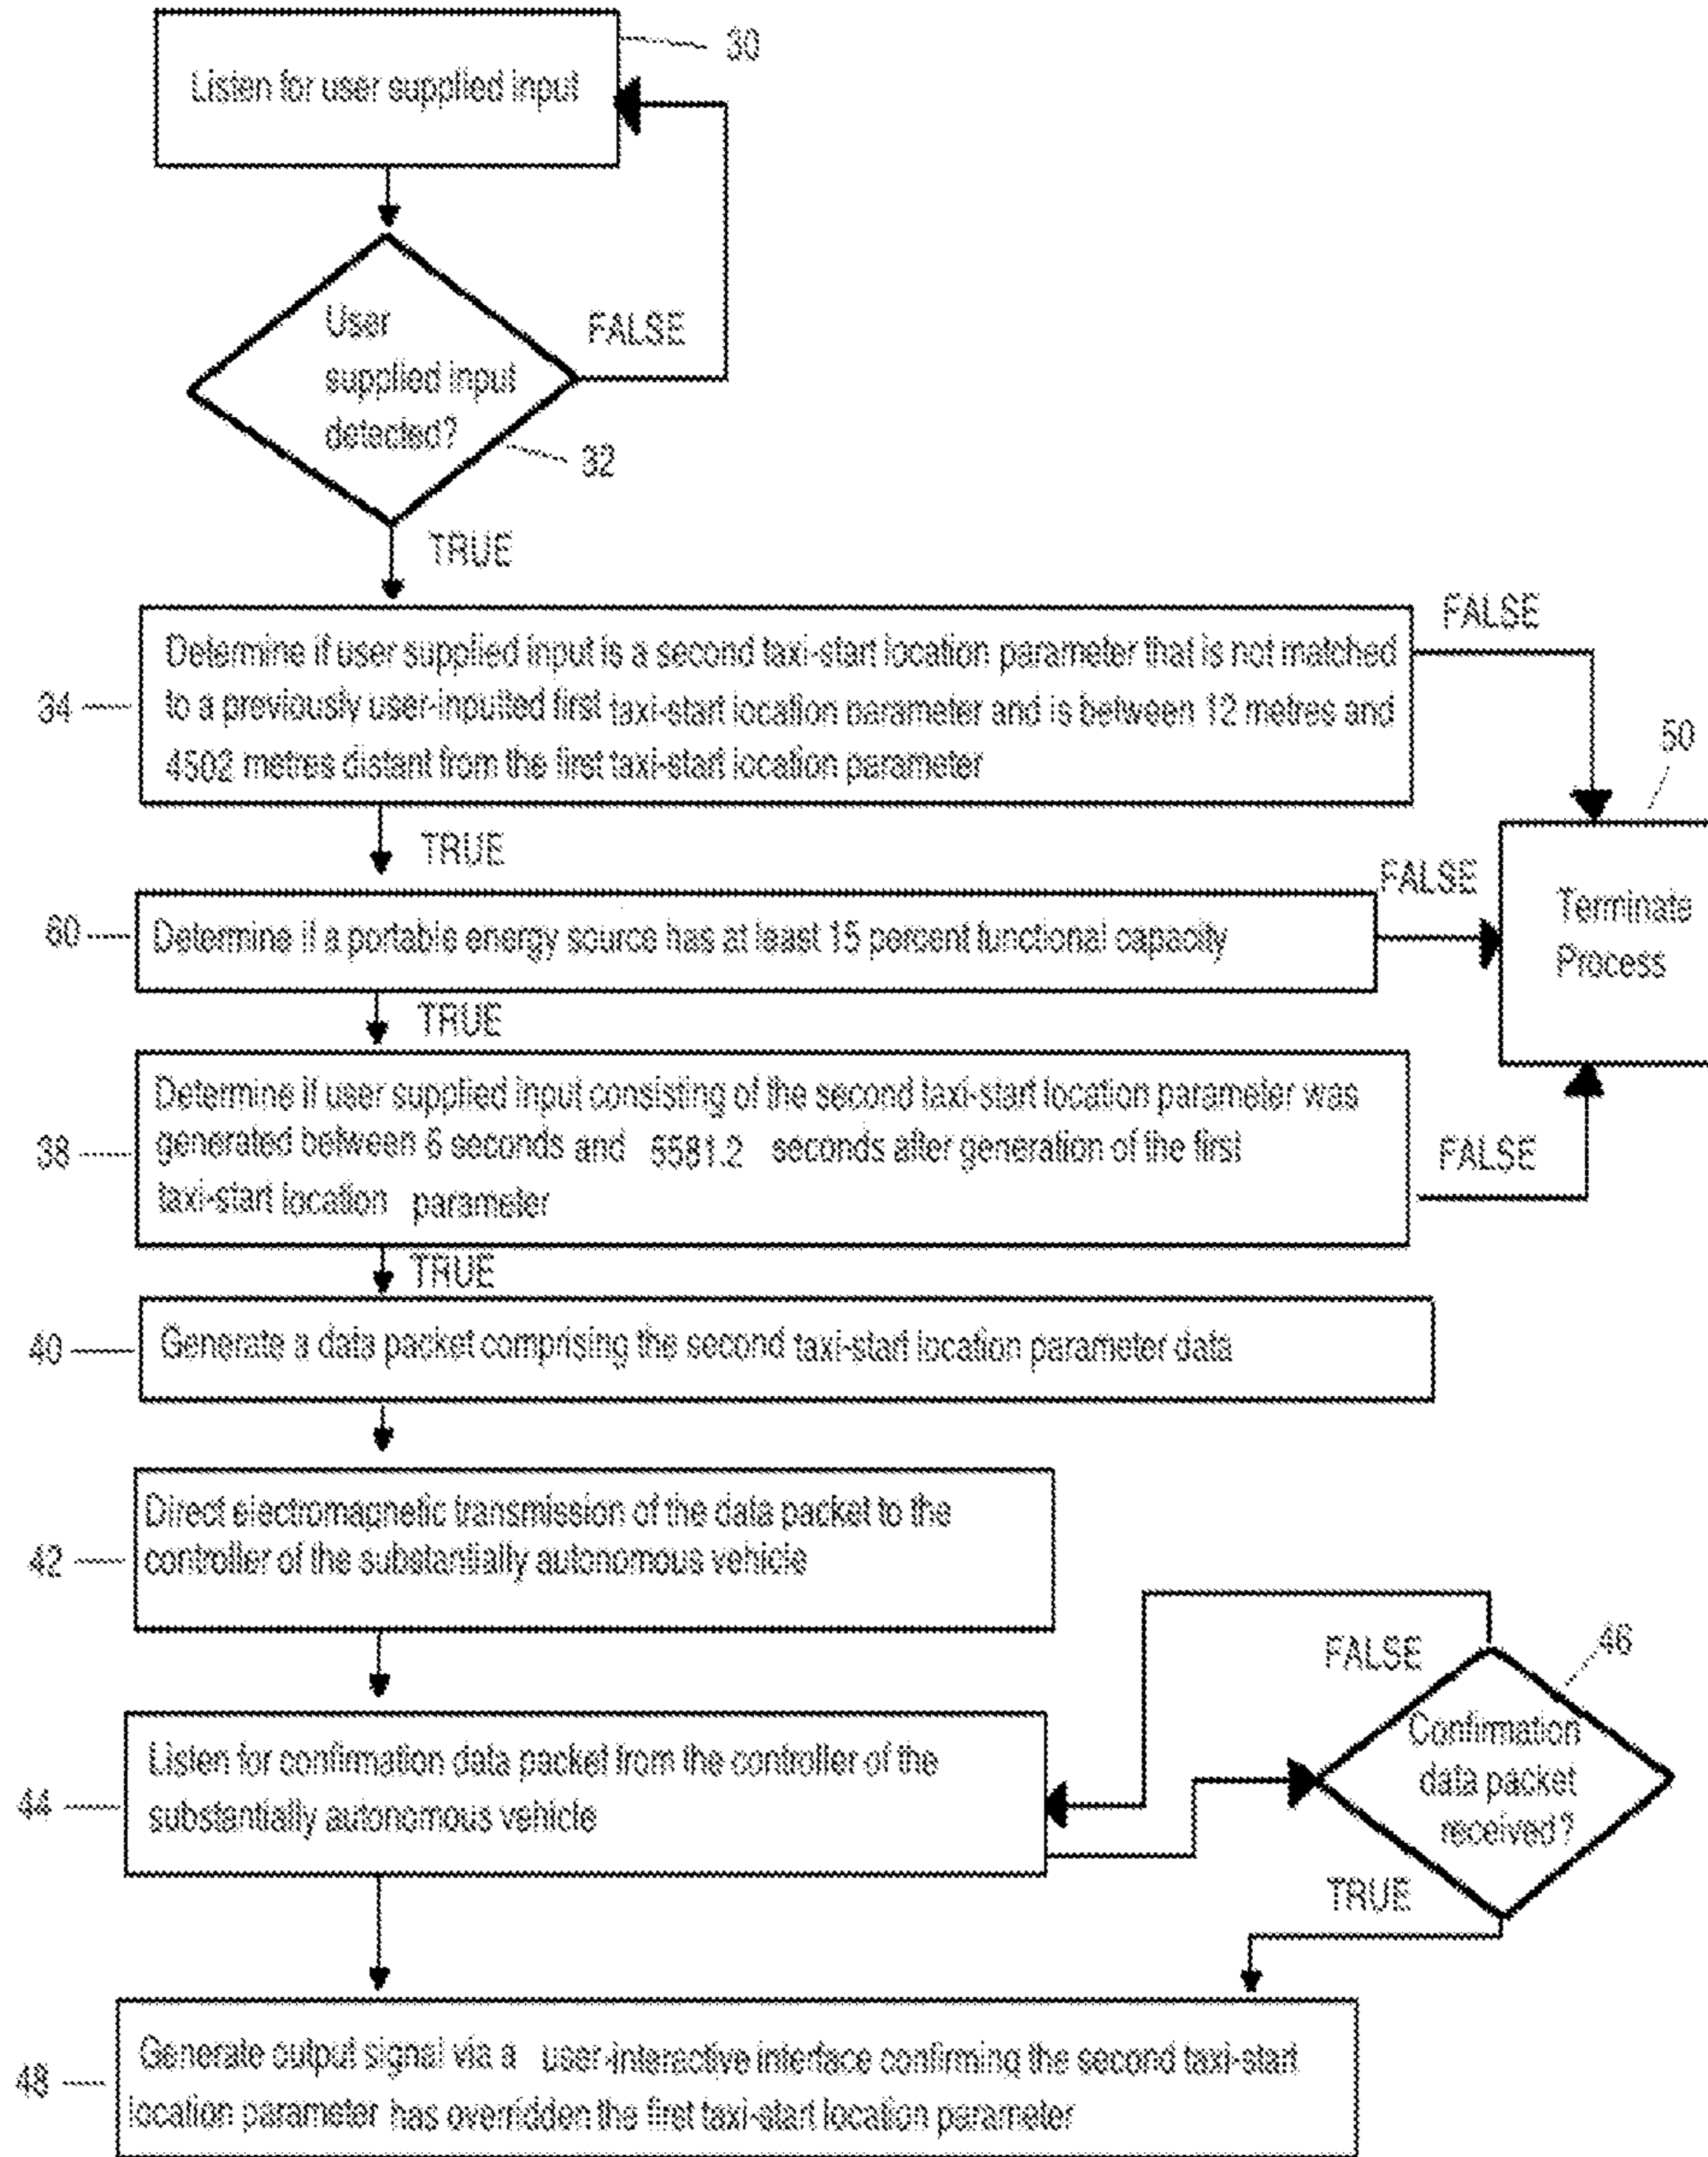 30
Listen for user supplied input
User
supplied input
detected?
FALSE
32
TRUE
Determine if user supplied input is a second taxi-start location parameter that is not matched
to a previously user-inputted first taxi-start location parameter and is between 12 metres and
4502 metres distant from the first taxi-start location parameter
34
FALSE
50
TRUE
FALSE
Terminate
Process
60
Determine if a portable energy source has at least 15 percent functional capacity
TRUE
Determine if user supplied input consisting of the second taxi-start location parameter was
generated between 6 seconds and 5581.2 seconds after generation of the first
taxi-start location parameter
38
FALSE
TRUE
40
Generate a data packet comprising the second taxi-start location parameter data
Direct electromagnetic transmission of the data packet to the
controller of the substantially autonomous vehicle
42
FALSE
46
Confirmation
data packet
received?
Listen for confirmation data packet from the controller of the
substantially autonomous vehicle
44
TRUE
Generate output signal via a user-interactive interface confirming the second taxi-start
location parameter has overridden the first taxi-start location parameter
48